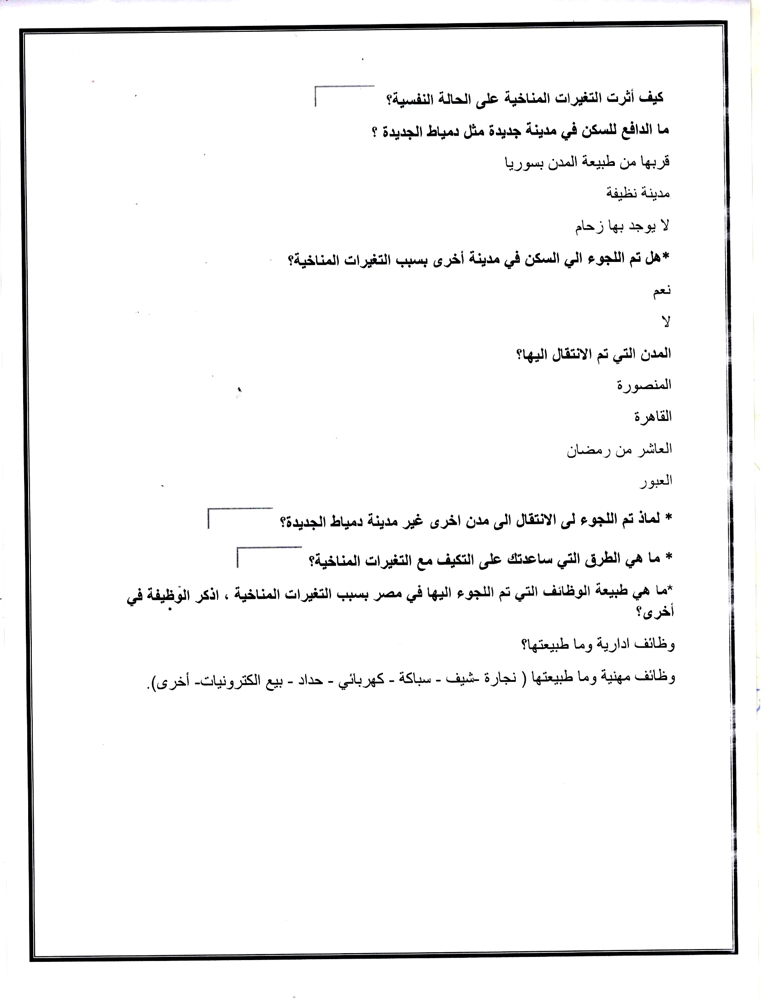 كيف أثرت التغيرات المناخية على الحالة النفسية؟
ما الدافع للسكن في مدينة جديدة مثل دمياط الجديدة ؟
قربها من طبيعة المدن بسوريا
مدينة نظيفة
لا يوجد بها زحام
*هل تم اللجوء الي السكن في مدينة أخرى بسبب التغيرات المناخية؟
نعم
لا
المدن التي تم الانتقال اليها؟
المنصورة
القاهرة
العاشر من رمضان
العبور
* لماذ تم اللجوء لى الانتقال الى مدن اخرى غير مدينة دمياط الجديدة؟
* ما هي الطرق التي ساعدتك على التكيف مع التغيرات المناخية؟
*ما هي طبيعة الوظائف التي تم اللجوء اليها في مصر بسبب التغيرات المناخية ، اذكر الوظيفة في
أخرى؟
وظائف ادارية وما طبيعتها؟
وظائف مهنية وما طبيعتها ( نجارة -شيف - سباكة - كهربائي - حداد - بيع الكترونيات- أخرى).